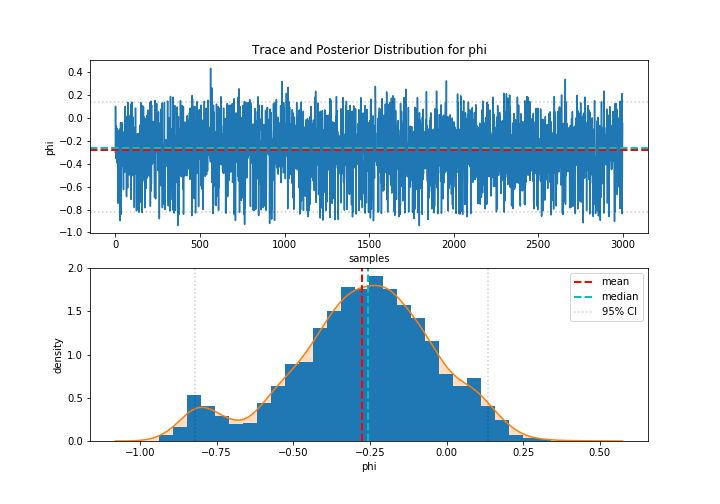 Trace and Posterior Distribution for phi
phi
0.4
0.2
0.0
−0.2
−0.4
−0.6
−0.8
−1.0
0 500 1000 1500 2000 2500 3000
samples
density
2.0
1.5
1.0
0.5
0.0
mean
median
95% CI
−1.00 −0.75 −0.50 −0.25 0.00 0.25 0.50
phi